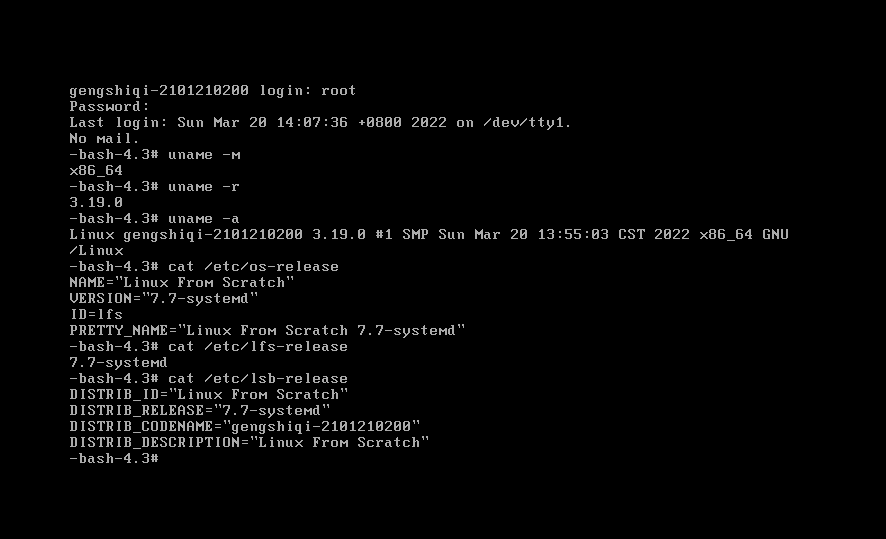 gengshiqi-2101210200 login: root
Password:
Last login: Sun Mar 20 14:07:36 +0800 2022 on /dev/tty1.
No mail.
-bash-4.3# uname -m
x86_64
-bash-4.3# uname -r
3.19.0
-bash-4.3# uname -a
Linux gengshiqi-2101210200 3.19.0 #1 SMP Sun Mar 20 13:55:03 CST 2022 x86_64 GNU
/Linux
-bash-4.3# cat /etc/os-release
NAME="Linux From Scratch"
VERSION="7.7-systemd"
ID=lfs
PRETTY_NAME="Linux From Scratch 7.7-systemd"
-bash-4.3# cat /etc/lfs-release
7.7-systemd
-bash-4.3# cat /etc/lsb-release
DISTRIB_ID="Linux From Scratch"
DISTRIB_RELEASE="7.7-systemd"
DISTRIB_CODENAME="gengshiqi-2101210200"
DISTRIB_DESCRIPTION="Linux From Scratch"
-bash-4.3#